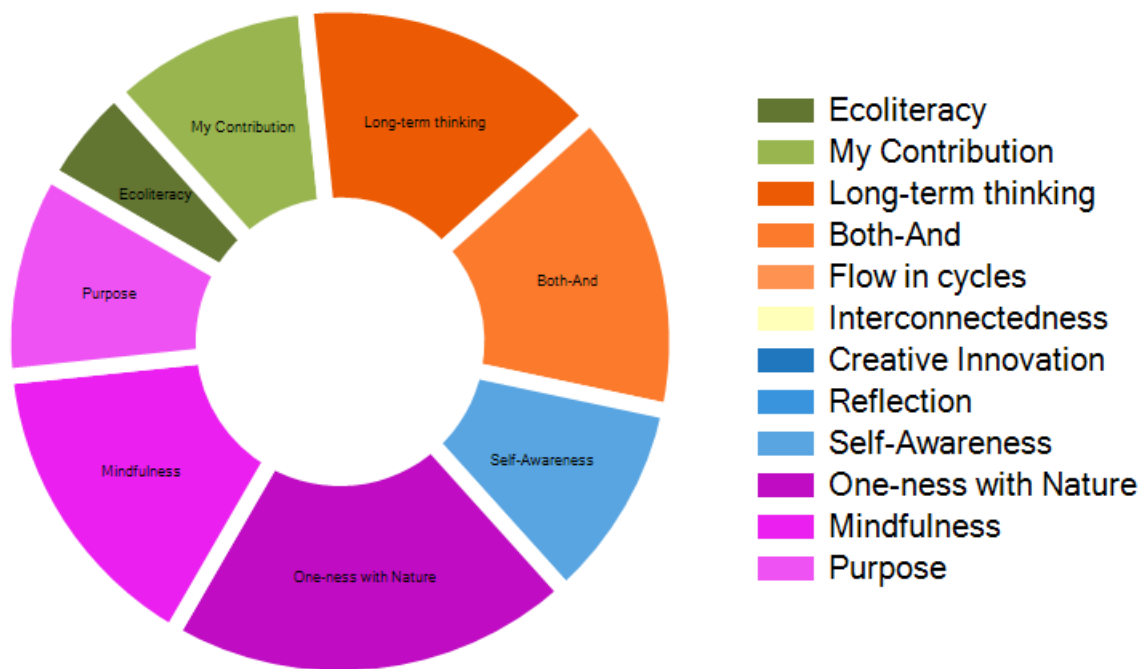 My Contribution
Long-term thinking
Ecoliteracy
Both-And
Purpose
Self-Awareness
Mindfulness
One-ness with Nature
Ecoliteracy
My Contribution
Long-term thinking
Both-And
Flow in cycles
Interconnectedness
Creative Innovation
Reflection
Self-Awareness
One-ness with Nature
Mindfulness
Purpose